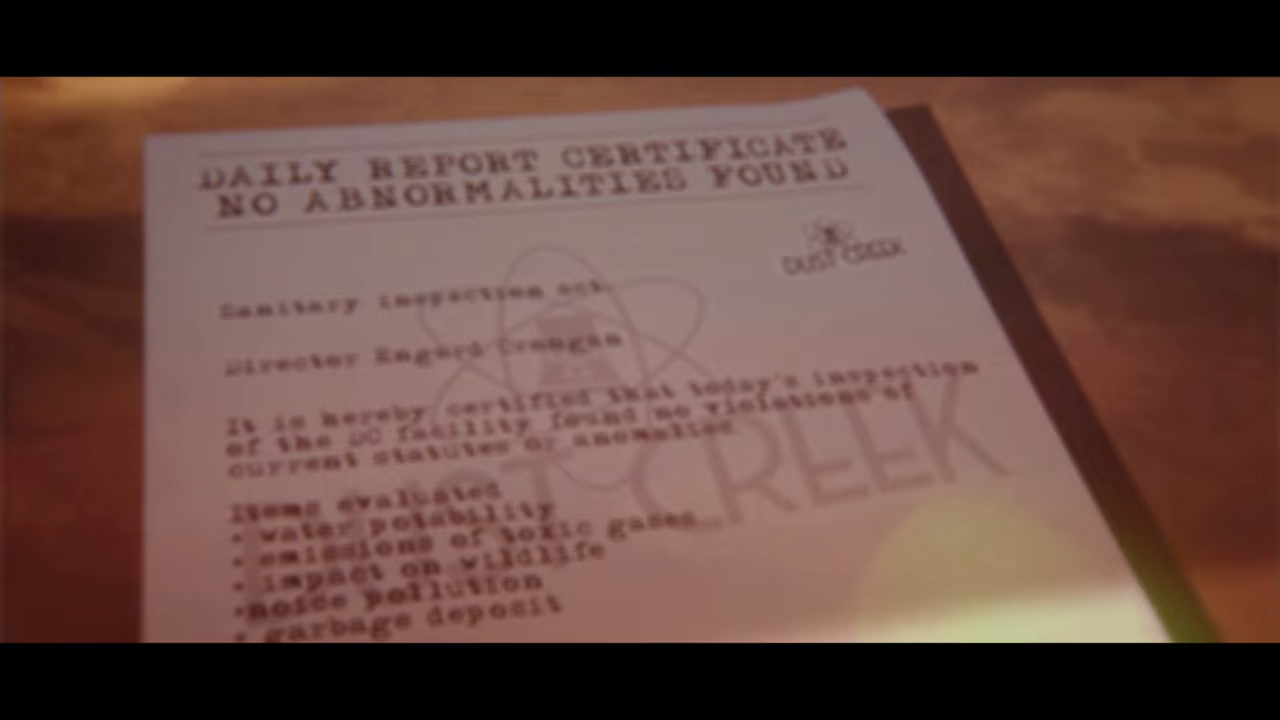 DAILY REPORT CERTIFICATE
NO ABNORMALITIES FOUND
DUST CREEK
Sanitary inspection act
Director
It is hereby certified that today's inspection
of the DC facility found no violations of
current statutes or anomalies
CREEK
Items evaluated
• water potability
• emissions of toxic gases
• impact on wildlife
•noise pollution
• garbage deposit